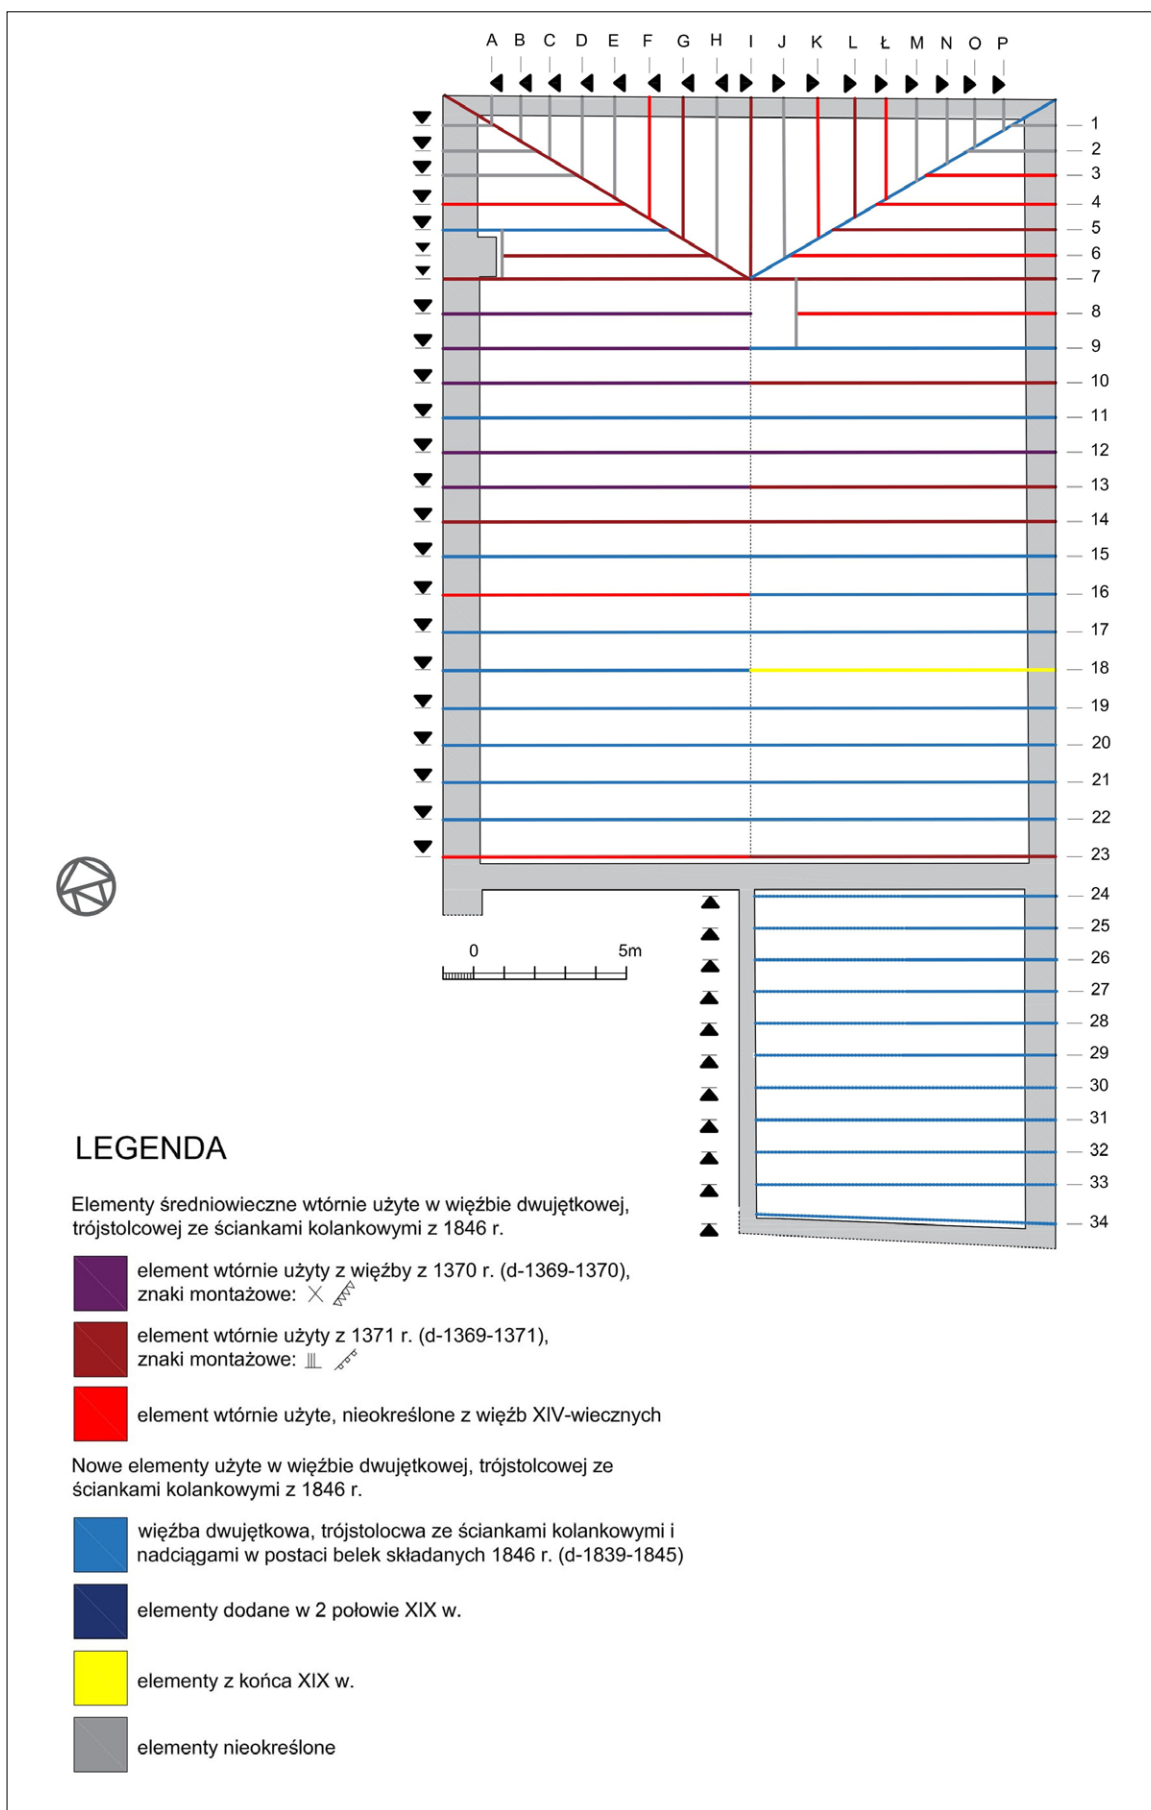 A B C D E F G H I J K L Ł M N O P
1
2
3
4
5
6
7
8
9
10
11
12
13
14
15
16
17
18
19
20
21
22
23
24
25
26
27
28
29
30
31
32
33
34
0 5m
LEGENDA
Elementy średniowieczne wtórnie użyte w więźbie dwujętkowej,
trójstolcowej ze ściankami kolankowymi z 1846 r.
element wtórnie użyty z więźby z 1370 r. (d-1369-1370),
znaki montażowe:
element wtórnie użyty z 1371 r. (d-1369-1371),
znaki montażowe:
element wtórnie użyte, nieokreślone z więźb XIV-wiecznych
Nowe elementy użyte w więźbie dwujętkowej, trójstolcowej ze
ściankami kolankowymi z 1846 r.
więźba dwujętkowa, trójstolocwa ze ściankami kolankowymi i
nadciągami w postaci belek składanych 1846 r. (d-1839-1845)
elementy dodane w 2 połowie XIX w.
elementy z końca XIX w.
elementy nieokreślone